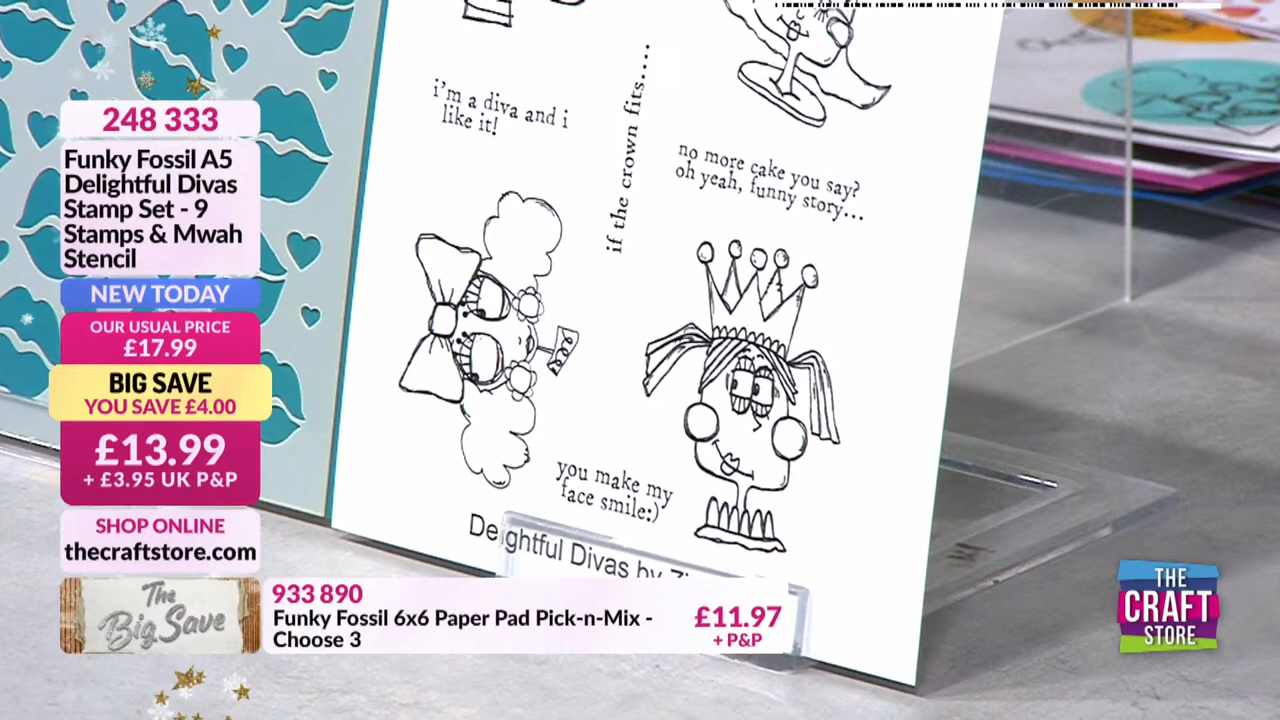 248 333
Funky Fossil A5
Delightful Divas
Stamp Set - 9
Stamps & Mwah
Stencil
NEW TODAY
OUR USUAL PRICE
£17.99
BIG SAVE
YOU SAVE £4.00
£13.99
+ £3.95 UK P&P
SHOP ONLINE
thecraftstore.com
The
Big Save
933 890
Funky Fossil 6x6 Paper Pad Pick-n-Mix -
Choose 3
£11.97
+ P&P
i'm a diva and i
like it!
if the crown fits....
no more cake you say?
oh yeah, funny story...
you make my
face smile:)
Delightful Divas by
THE
CRAFT
STORE